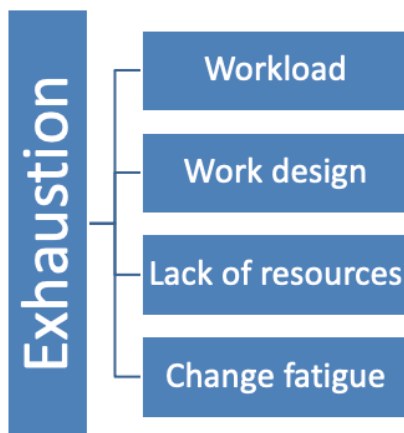 Exhaustion
Workload
Work design
Lack of resources
Change fatigue